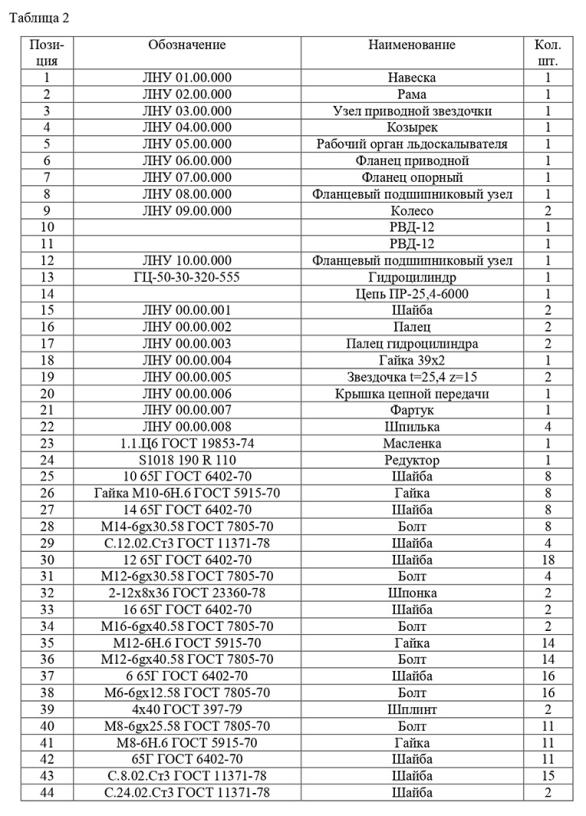 Таблица 2
Пози- Обозначение Наименование Кол.
ция шт.
1 ЛНУ 01.00.000 Навеска 1
2 ЛНУ 02.00.000 Рама 1
3 ЛНУ 03.00.000 Узел приводной звездочки 1
4 ЛНУ 04.00.000 Козырек 1
5 ЛНУ 05.00.000 Рабочий орган льдоскалывателя 1
6 ЛНУ 06.00.000 Фланец приводной 1
7 ЛНУ 07.00.000 Фланец опорный 1
8 ЛНУ 08.00.000 Фланцевый подшипниковый узел 1
9 ЛНУ 09.00.000 Колесо 2
10 РВД-12 1
11 РВД-12 1
12 ЛНУ 10.00.000 Фланцевый подшипниковый узел 1
13 ГЦ-50-30-320-555 Гидроцилиндр 1
14 Цепь ПР-25,4-6000 1
15 ЛНУ 00.00.001 Шайба 2
16 ЛНУ 00.00.002 Палец 2
17 ЛНУ 00.00.003 Палец гидроцилиндра 2
18 ЛНУ 00.00.004 Гайка 39х2 1
19 ЛНУ 00.00.005 Звездочка t=25,4 z=15 2
20 ЛНУ 00.00.006 Крышка цепной передачи 1
21 ЛНУ 00.00.007 Фартук 1
22 ЛНУ 00.00.008 Шпилька 4
23 1.1.Ц6 ГОСТ 19853-74 Масленка 1
24 S1018 190 R 110 Редуктор 1
25 10 65Г ГОСТ 6402-70 Шайба 8
26 Гайка М10-6Н.6 ГОСТ 5915-70 Гайка 8
27 14 65Г ГОСТ 6402-70 Шайба 8
28 М14-6gх30.58 ГОСТ 7805-70 Болт 8
29 С.12.02.Ст3 ГОСТ 11371-78 Шайба 4
30 12 65Г ГОСТ 6402-70 Шайба 18
31 М12-6gх30.58 ГОСТ 7805-70 Болт 4
32 2-12х8х36 ГОСТ 23360-78 Шпонка 2
33 16 65Г ГОСТ 6402-70 Шайба 2
34 М16-6gх40.58 ГОСТ 7805-70 Болт 2
35 М12-6Н.6 ГОСТ 5915-70 Гайка 14
36 М12-6gх40.58 ГОСТ 7805-70 Болт 14
37 6 65Г ГОСТ 6402-70 Шайба 16
38 М6-6gх12.58 ГОСТ 7805-70 Болт 16
39 4х40 ГОСТ 397-79 Шплинт 2
40 М8-6gх25.58 ГОСТ 7805-70 Болт 11
41 М8-6Н.6 ГОСТ 5915-70 Гайка 11
42 65Г ГОСТ 6402-70 Шайба 11
43 С.8.02.Ст3 ГОСТ 11371-78 Шайба 15
44 С.24.02.Ст3 ГОСТ 11371-78 Шайба 2